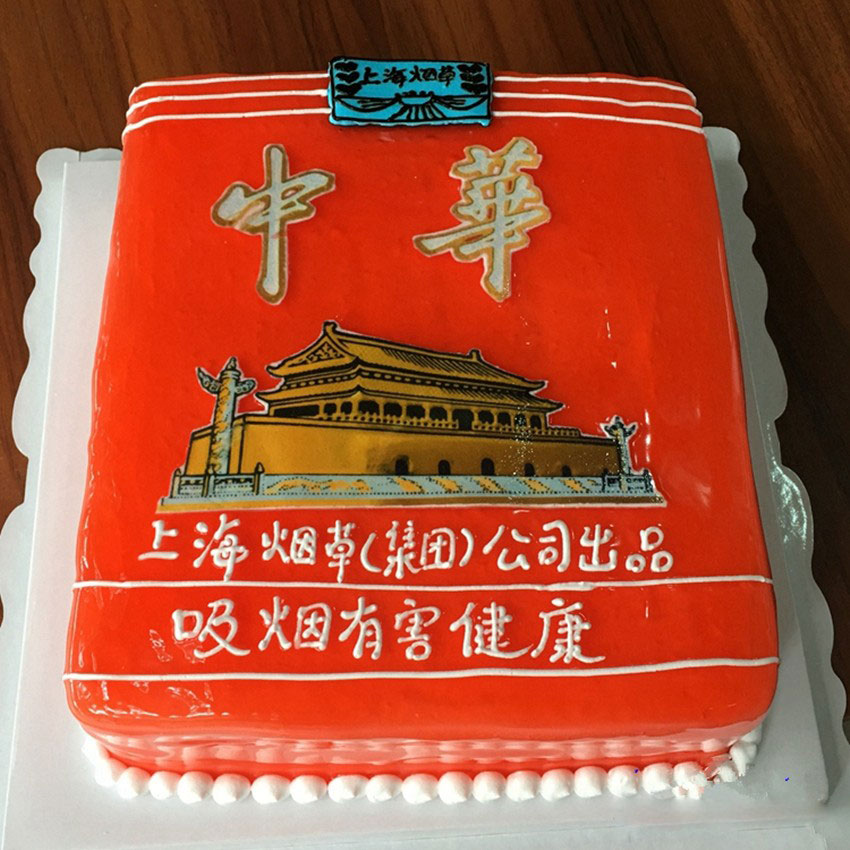 上海烟草
中華
上海烟草(集团)公司出品
吸烟有害健康